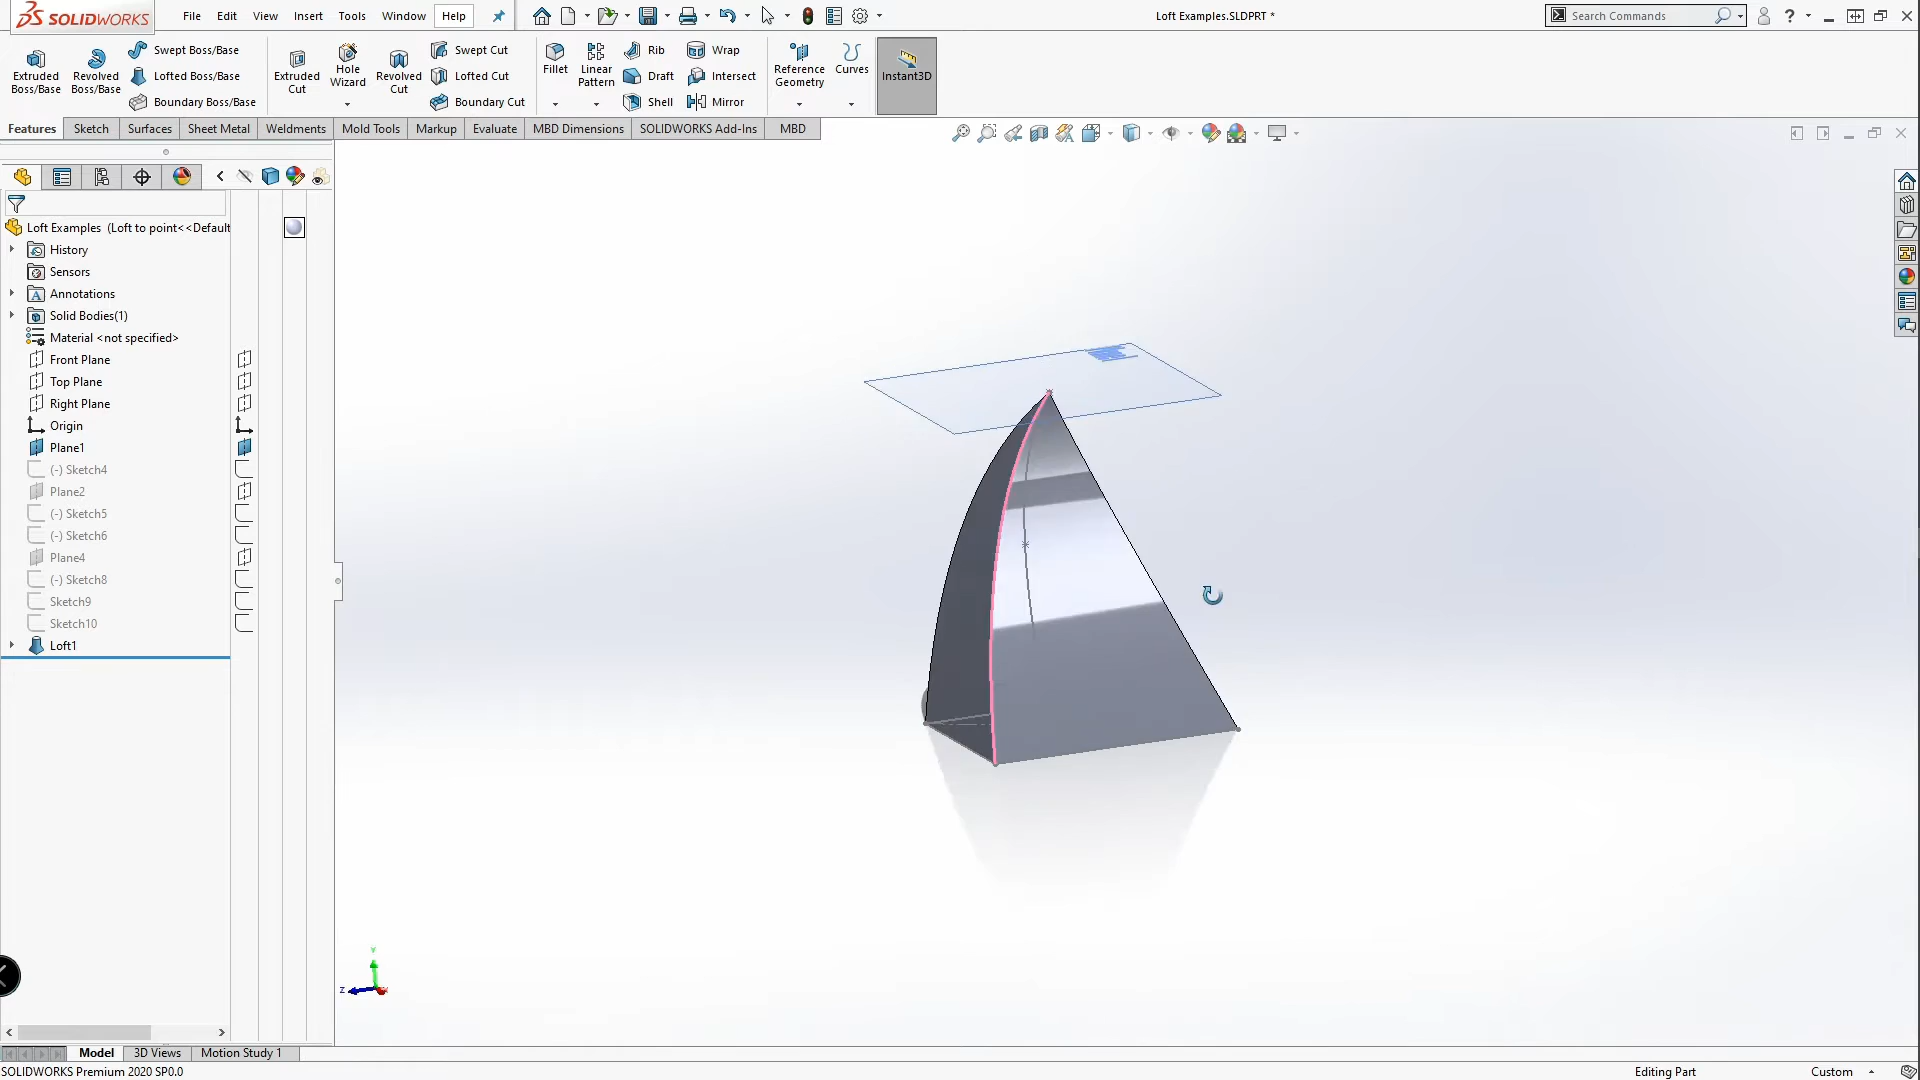 SOLIDWORKS
File Edit View Insert Tools Window Help
Loft Examples.SLDPRT *
Search Commands
Extruded Boss/Base
Revolved Boss/Base
Swept Boss/Base
Lofted Boss/Base
Boundary Boss/Base
Extruded Cut
Hole Wizard
Revolved Cut
Swept Cut
Lofted Cut
Boundary Cut
Fillet
Linear Pattern
Rib
Draft
Shell
Wrap
Intersect
Mirror
Reference Geometry
Curves
Instant3D
Features Sketch Surfaces Sheet Metal Weldments Mold Tools Markup Evaluate MBD Dimensions SOLIDWORKS Add-Ins MBD
Loft Examples (Loft to point<<Default
History
Sensors
Annotations
Solid Bodies(1)
Material <not specified>
Front Plane
Top Plane
Right Plane
Origin
Plane1
(-) Sketch4
Plane2
(-) Sketch5
(-) Sketch6
Plane4
(-) Sketch8
Sketch9
Sketch10
Loft1
Y
Z
Model 3D Views Motion Study 1
SOLIDWORKS Premium 2020 SP0.0
Editing Part
Custom